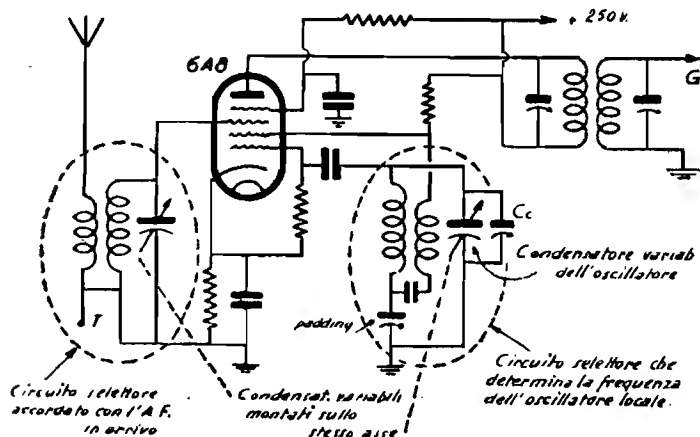 + 250 v.
6A8
G
Cc
Condensatore variab.
dell'oscillatore
padding
T
Circuito selettore
accordato con l'A.F.
in arrivo
Condensat. variabili
montati sullo
stesso asse
Circuito selettore che
determina la frequenza
dell'oscillatore locale.